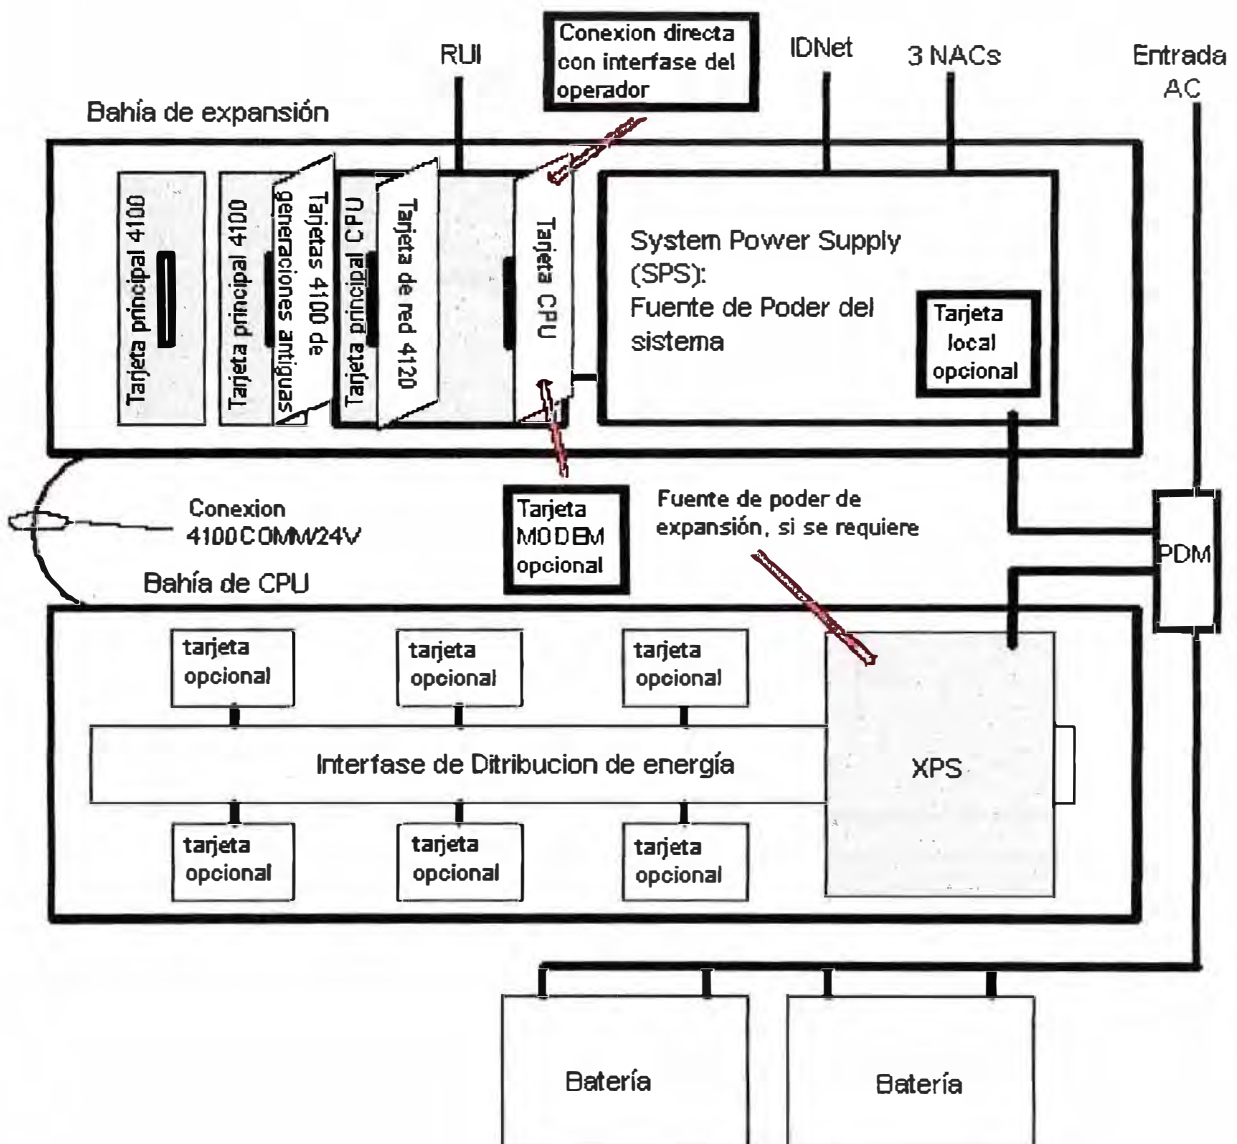 Conexion directa
con interfase del
operador
RUI
IDNet
3 NACs
Entrada
AC
Bahía de expansión
Tarjeta principal 4100
Tarjeta principal 4100
Tarjetas 4100 de
generaciones antiguas
Tarjeta principal CPU
Tarjeta de red 4120
Tarjeta CPU
System Power Supply
(SPS):
Fuente de Poder del
sistema
Tarjeta
local
opcional
Conexion
4100COMM/24V
Tarjeta
MODEM
opcional
Fuente de poder de
expansión, si se requiere
PDM
Bahía de CPU
tarjeta
opcional
tarjeta
opcional
tarjeta
opcional
Interfase de Ditribucion de energía
XPS
tarjeta
opcional
tarjeta
opcional
tarjeta
opcional
Batería
Batería